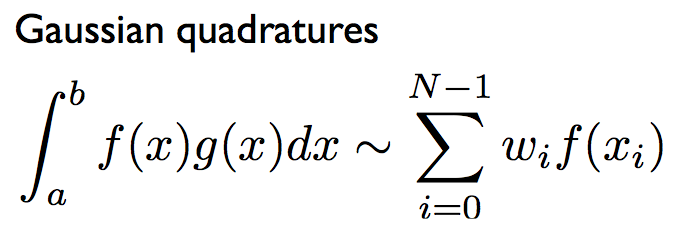 Gaussian quadratures
∫_a^b f(x)g(x)dx ∼ ∑_{i=0}^{N−1} w_i f(x_i)